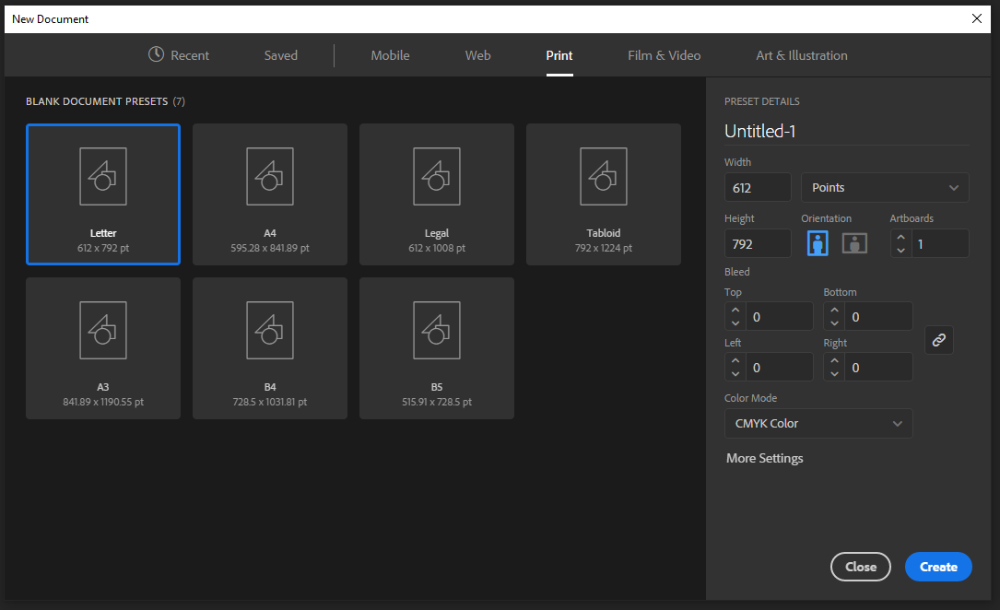 New Document
Recent Saved Mobile Web Print Film & Video Art & Illustration
BLANK DOCUMENT PRESETS (7)
Letter
612 x 792 pt
A4
595.28 x 841.89 pt
Legal
612 x 1008 pt
Tabloid
792 x 1224 pt
A3
841.89 x 1190.55 pt
B4
728.5 x 1031.81 pt
B5
515.91 x 728.5 pt
PRESET DETAILS
Untitled-1
Width
612 Points
Height Orientation Artboards
792 1
Bleed
Top Bottom
0 0
Left Right
0 0
Color Mode
CMYK Color
More Settings
Close Create